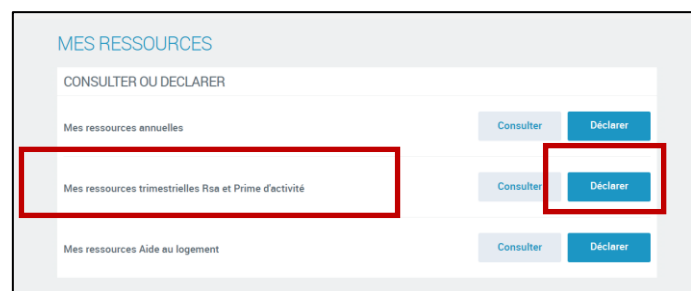 MES RESSOURCES
CONSULTER OU DECLARER
Mes ressources annuelles Consulter Déclarer
Mes ressources trimestrielles Rsa et Prime d'activité Consulter Déclarer
Mes ressources Aide au logement Consulter Déclarer